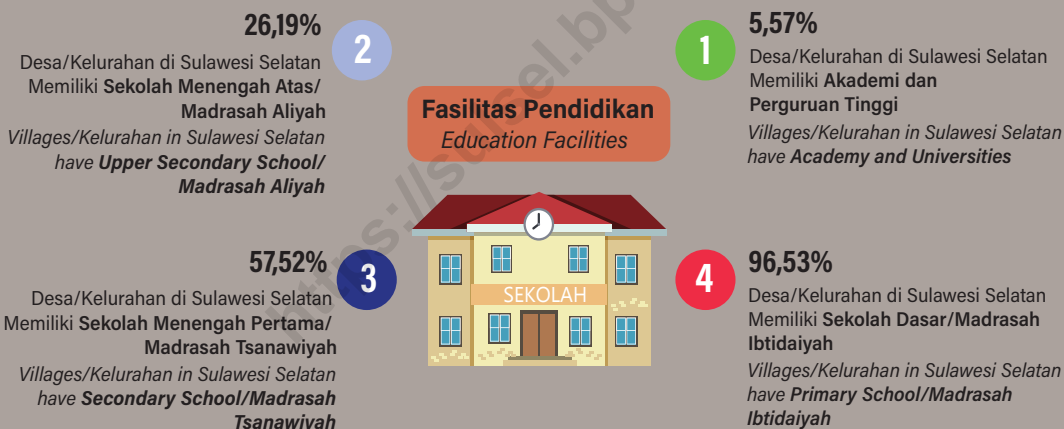 26,19%
2
Desa/Kelurahan di Sulawesi Selatan
Memiliki Sekolah Menengah Atas/
Madrasah Aliyah
Villages/Kelurahan in Sulawesi Selatan
have Upper Secondary School/
Madrasah Aliyah
Fasilitas Pendidikan
Education Facilities
1
5,57%
Desa/Kelurahan di Sulawesi Selatan
Memiliki Akademi dan
Perguruan Tinggi
Villages/Kelurahan in Sulawesi Selatan
have Academy and Universities
57,52%
3
Desa/Kelurahan di Sulawesi Selatan
Memiliki Sekolah Menengah Pertama/
Madrasah Tsanawiyah
Villages/Kelurahan in Sulawesi Selatan
have Secondary School/Madrasah
Tsanawiyah
SEKOLAH
4
96,53%
Desa/Kelurahan di Sulawesi Selatan
Memiliki Sekolah Dasar/Madrasah
Ibtidaiyah
Villages/Kelurahan in Sulawesi Selatan
have Primary School/Madrasah
Ibtidaiyah
https://sulsel.bp